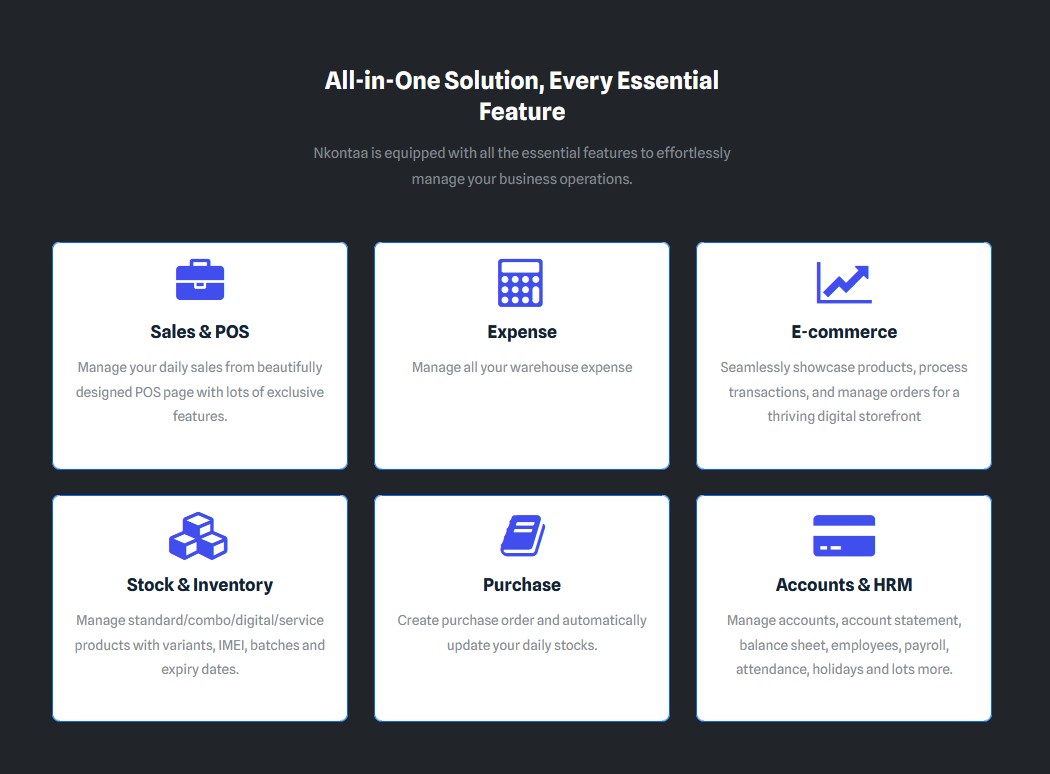 All-in-One Solution, Every Essential
Feature
Nkontaa is equipped with all the essential features to effortlessly
manage your business operations.
Sales & POS
Manage your daily sales from beautifully
designed POS page with lots of exclusive
features.
Expense
Manage all your warehouse expense
E-commerce
Seamlessly showcase products, process
transactions, and manage orders for a
thriving digital storefront
Stock & Inventory
Manage standard/combo/digital/service
products with variants, IMEI, batches and
expiry dates.
Purchase
Create purchase order and automatically
update your daily stocks.
Accounts & HRM
Manage accounts, account statement,
balance sheet, employees, payroll,
attendance, holidays and lots more.